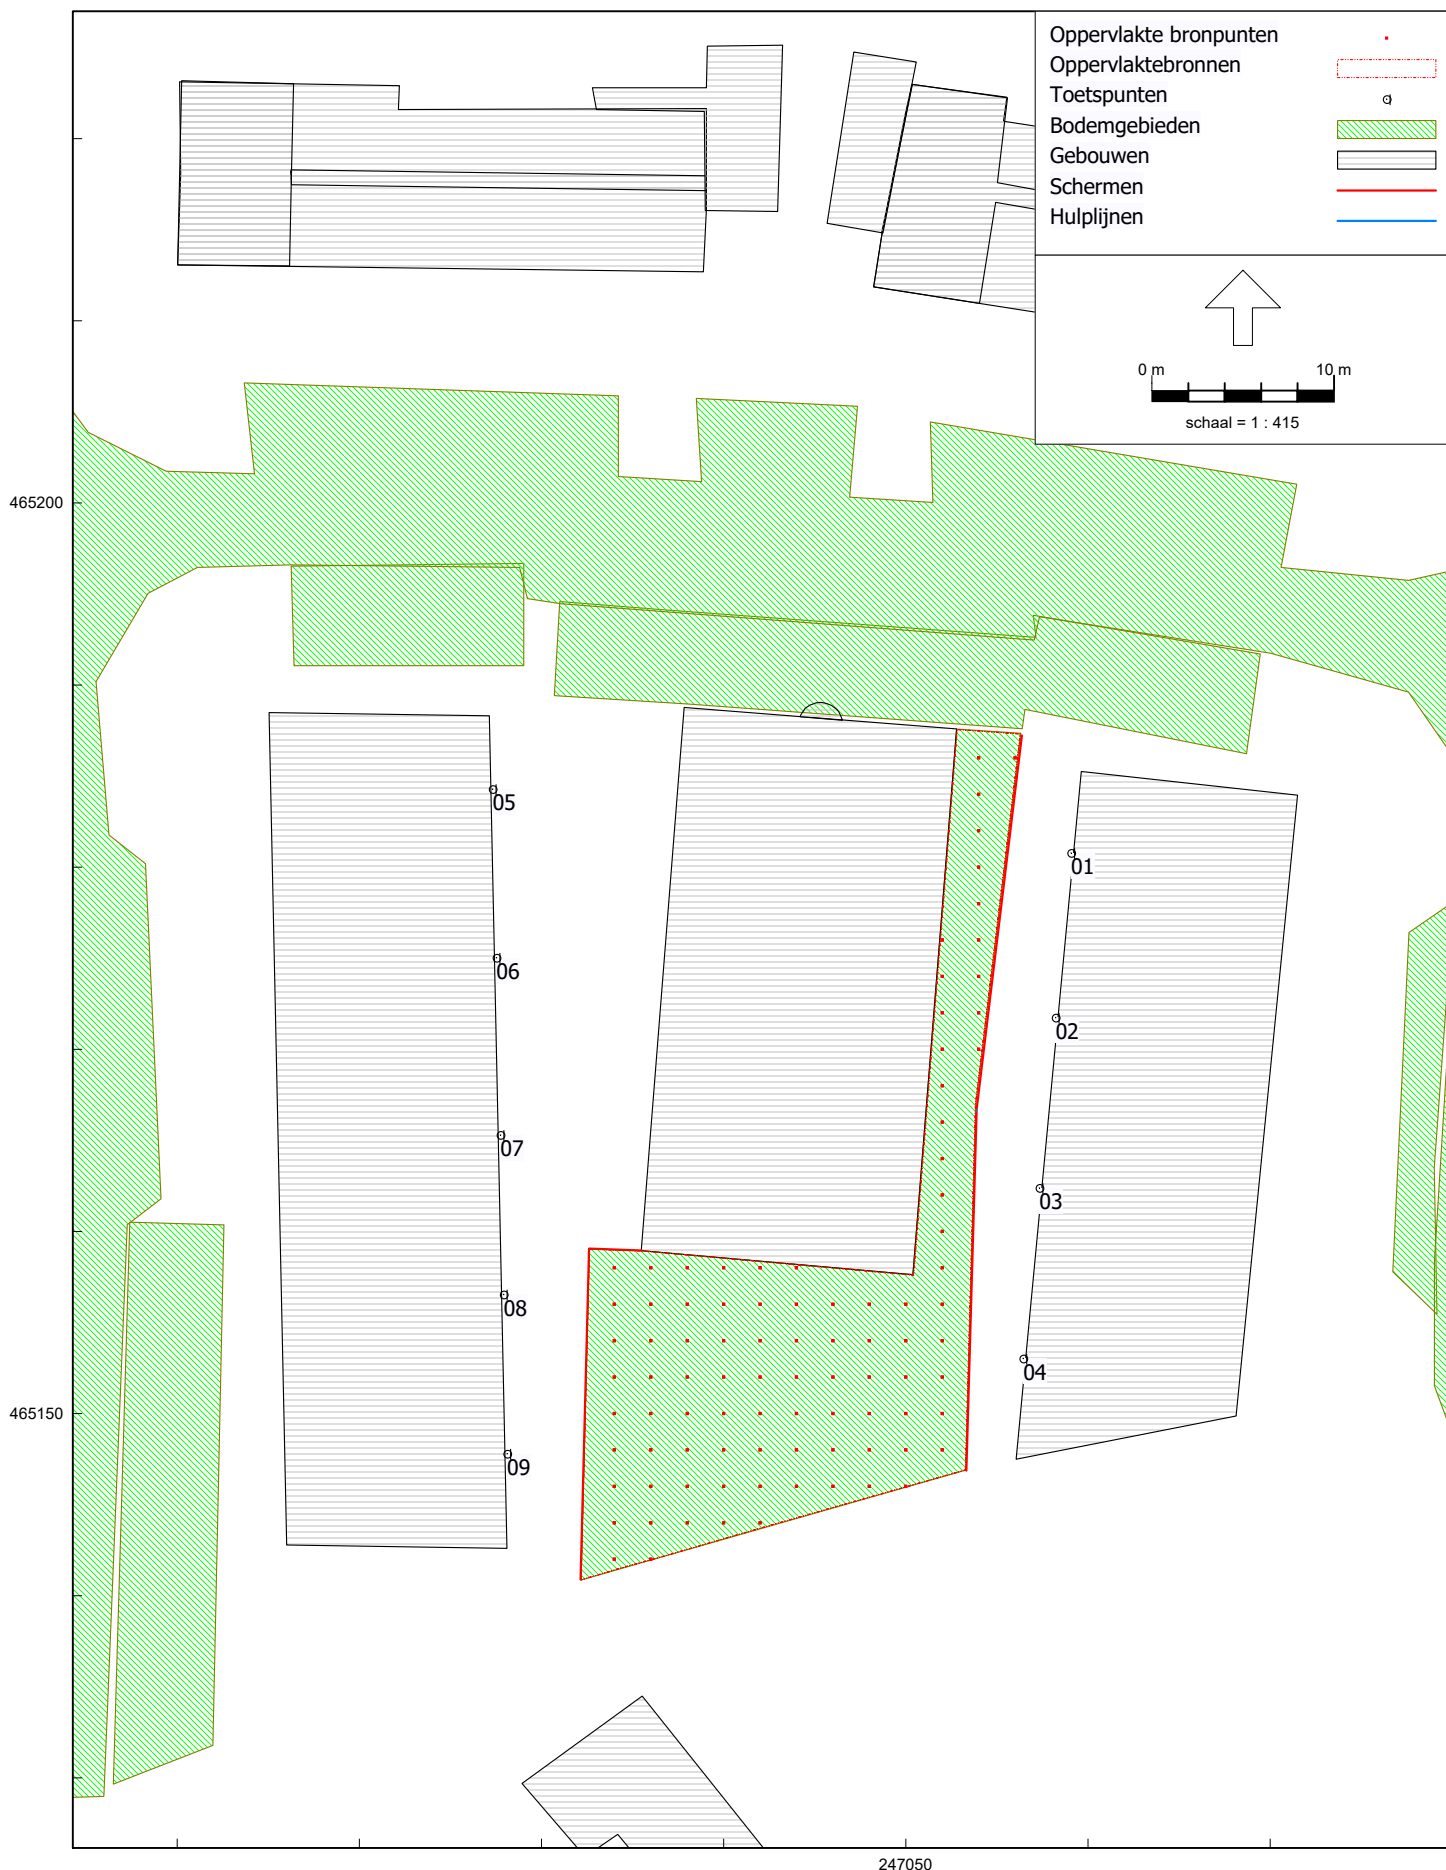 Oppervlakte bronpunten
Oppervlaktebronnen
Toetspunten
Bodemgebieden
Gebouwen
Schermen
Hulplijnen
0 m 10 m
schaal = 1 : 415
465200
05
01
06
02
07
03
08
04
465150
09
247050